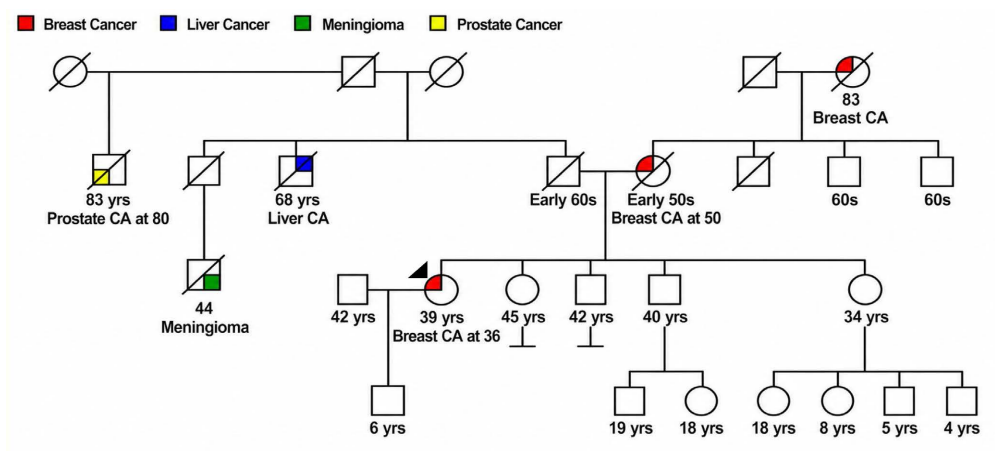 Breast Cancer Liver Cancer Meningioma Prostate Cancer
83
Breast CA
83 yrs
Prostate CA at 80
68 yrs
Liver CA
Early 60s
Early 50s
Breast CA at 50
60s
60s
44
Meningioma
42 yrs
39 yrs
Breast CA at 36
45 yrs
42 yrs
40 yrs
34 yrs
6 yrs
19 yrs
18 yrs
18 yrs
8 yrs
5 yrs
4 yrs